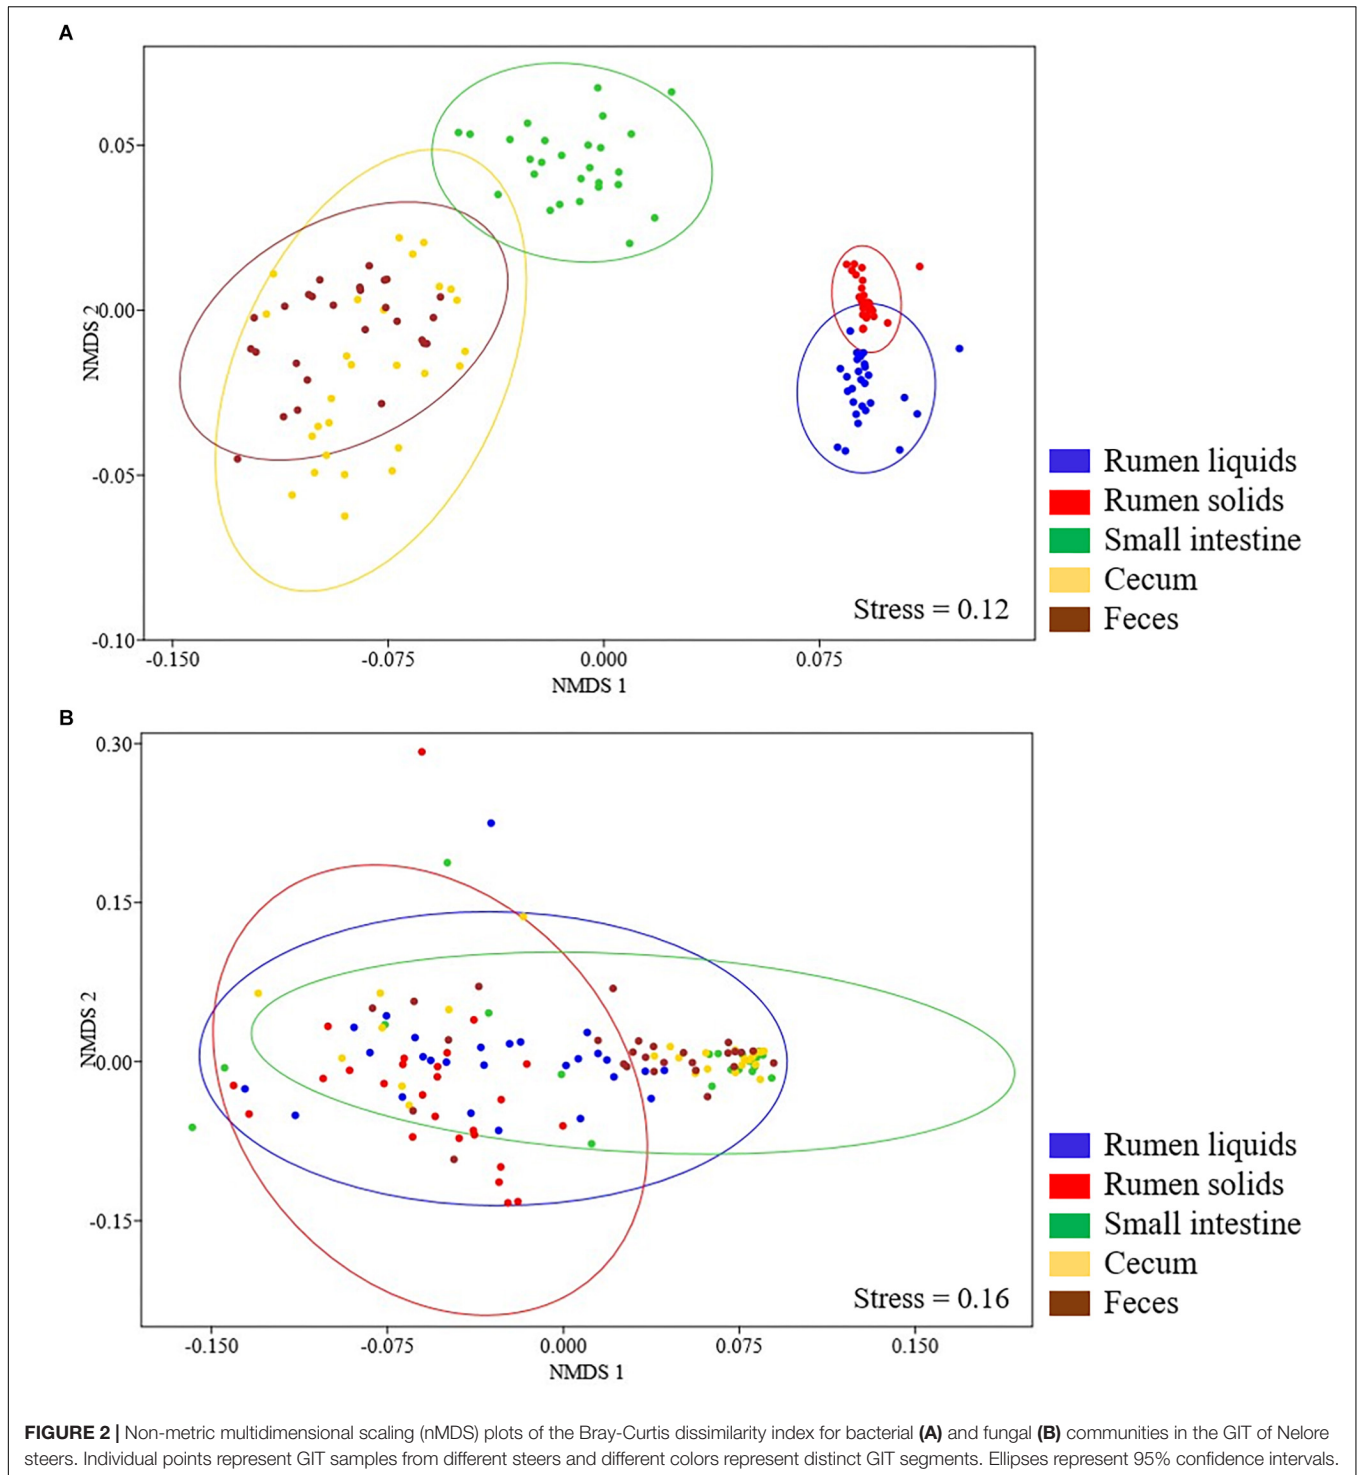 A
0.05
0.00
-0.05
-0.10
NMDS 2
-0.150
-0.075
0.000
0.075
NMDS 1
Stress = 0.12
Rumen liquids
Rumen solids
Small intestine
Cecum
Feces
B
0.30
0.15
0.00
-0.15
NMDS 2
-0.150
-0.075
0.000
0.075
0.150
NMDS 1
Stress = 0.16
Rumen liquids
Rumen solids
Small intestine
Cecum
Feces
FIGURE 2 | Non-metric multidimensional scaling (nMDS) plots of the Bray-Curtis dissimilarity index for bacterial (A) and fungal (B) communities in the GIT of Nelore
steers. Individual points represent GIT samples from different steers and different colors represent distinct GIT segments. Ellipses represent 95% confidence intervals.